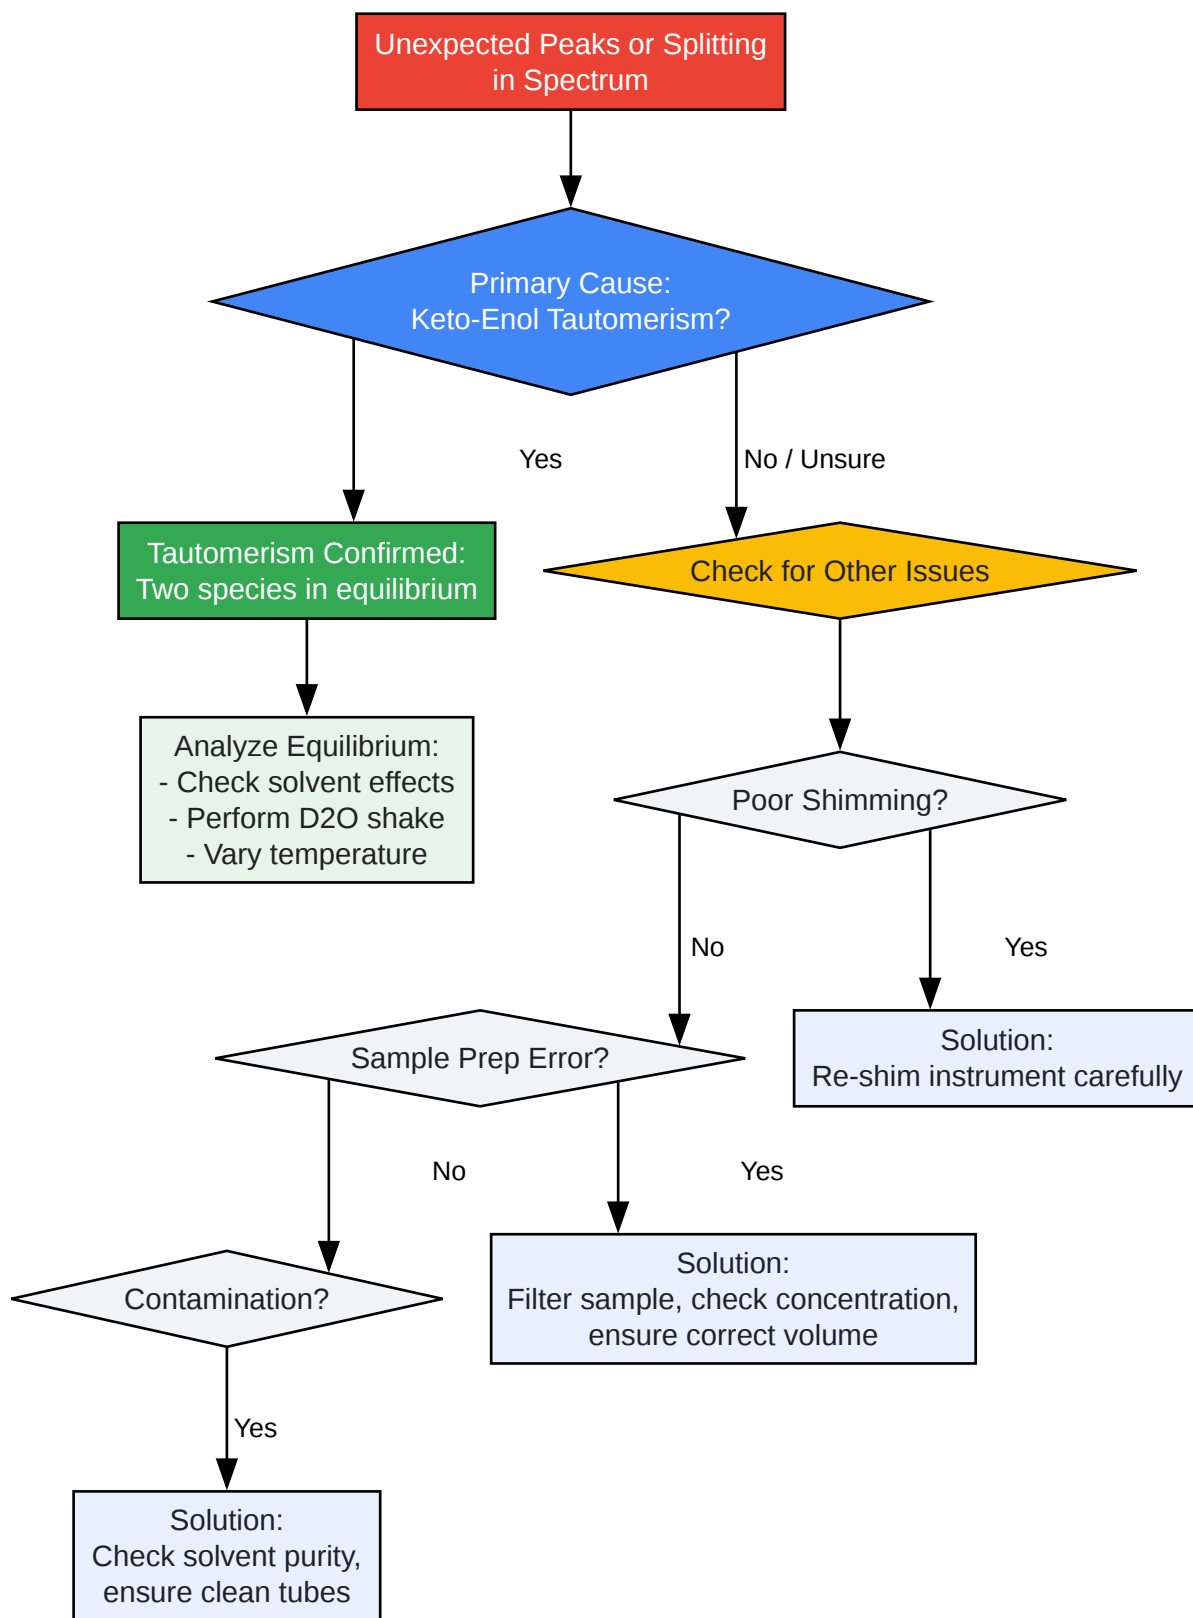 Unexpected Peaks or Splitting
in Spectrum
Primary Cause:
Keto-Enol Tautomerism?
Yes
No / Unsure
Tautomerism Confirmed:
Two species in equilibrium
Check for Other Issues
Analyze Equilibrium:
- Check solvent effects
- Perform D2O shake
- Vary temperature
Poor Shimming?
No
Yes
Solution:
Re-shim instrument carefully
Sample Prep Error?
No
Yes
Solution:
Filter sample, check concentration,
ensure correct volume
Contamination?
Yes
Solution:
Check solvent purity,
ensure clean tubes